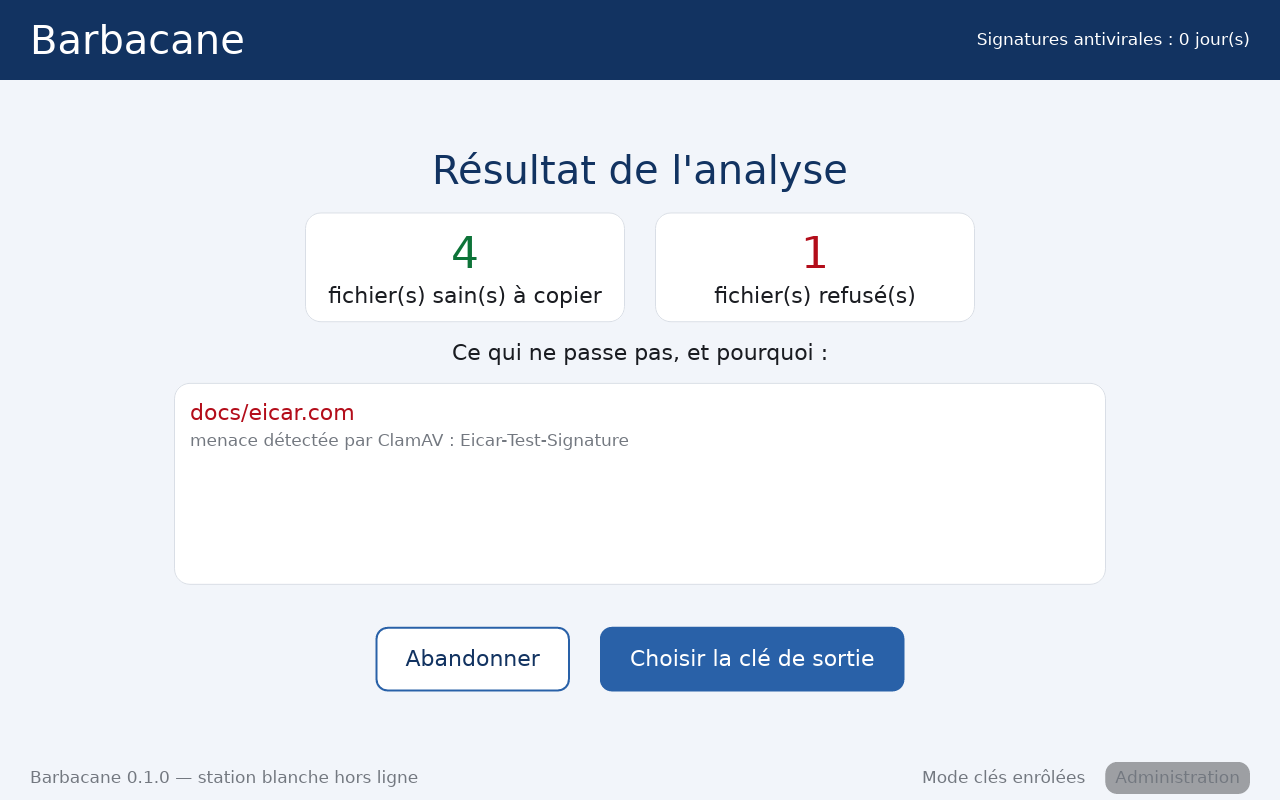 Barbacane
Signatures antivirales : 0 jour(s)
Résultat de l'analyse
4
fichier(s) sain(s) à copier
1
fichier(s) refusé(s)
Ce qui ne passe pas, et pourquoi :
docs/eicar.com
menace détectée par ClamAV : Eicar-Test-Signature
Abandonner
Choisir la clé de sortie
Barbacane 0.1.0 — station blanche hors ligne
Mode clés enrôlées
Administration